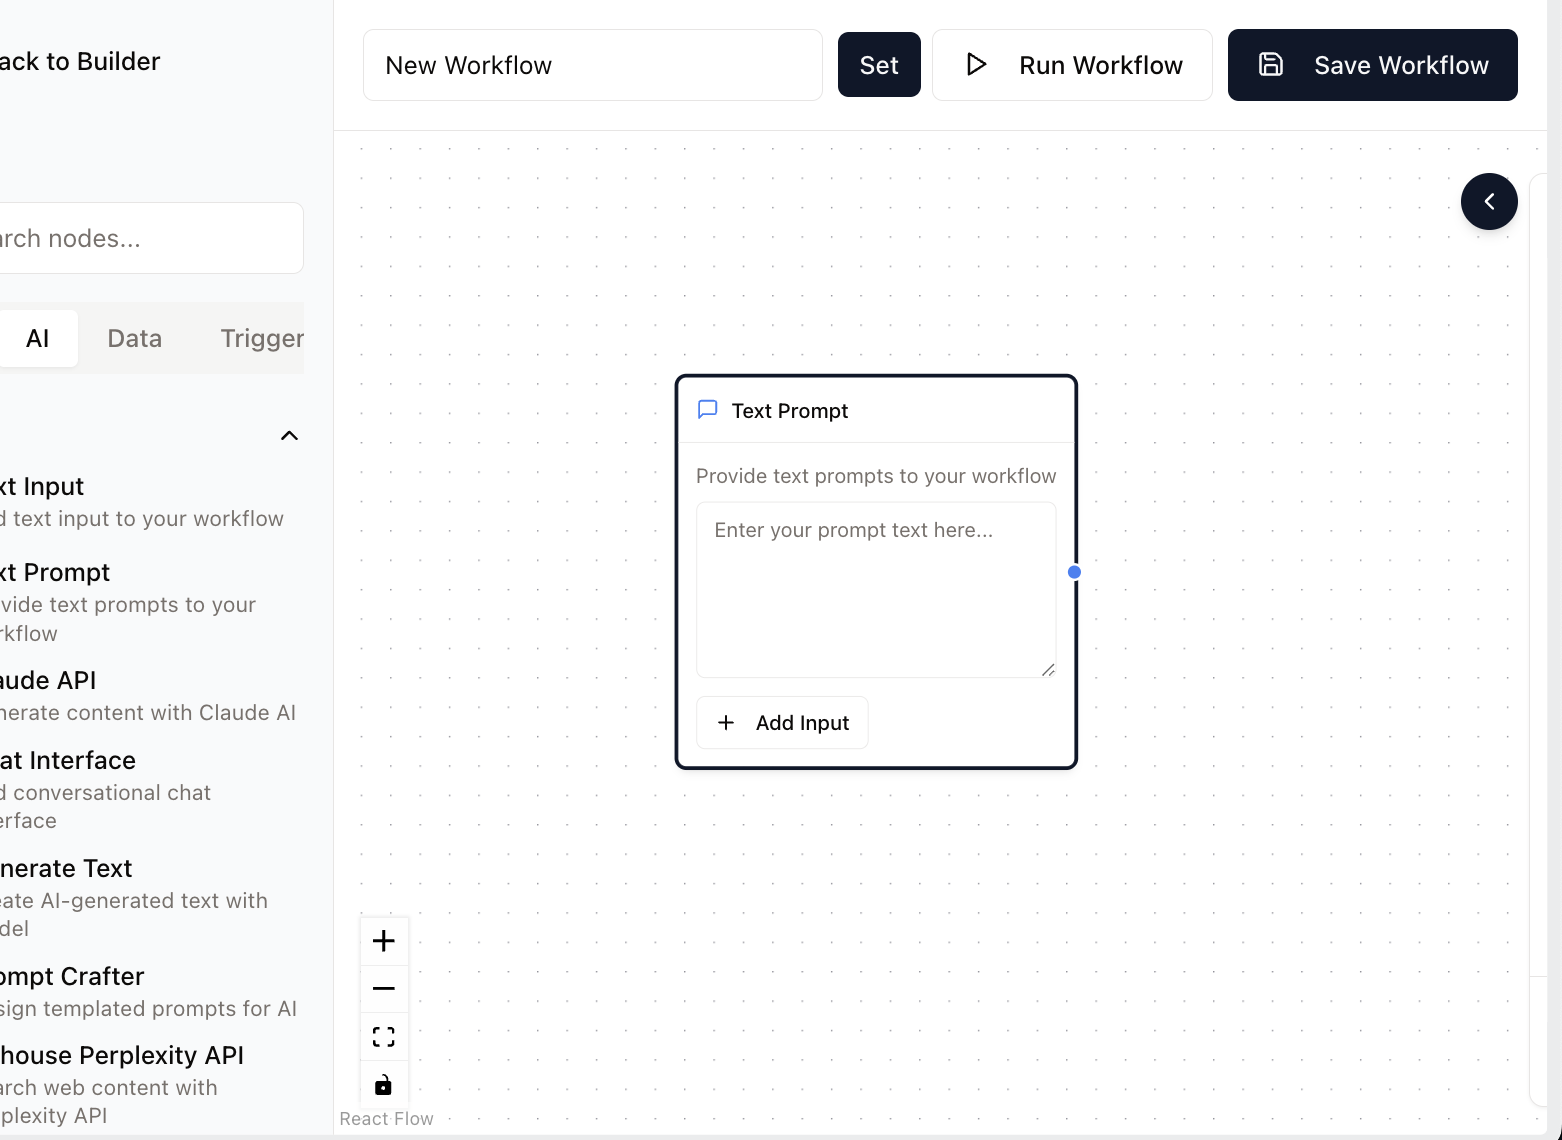 ack to Builder
New Workflow
Set
Run Workflow
Save Workflow
rch nodes...
AI
Data
Trigger
xt Input
d text input to your workflow
xt Prompt
vide text prompts to your
rkflow
aude API
nerate content with Claude AI
at Interface
d conversational chat
erface
nerate Text
eate AI-generated text with
del
ompt Crafter
sign templated prompts for AI
house Perplexity API
arch web content with
plexity API
Text Prompt
Provide text prompts to your workflow
Enter your prompt text here...
Add Input
React Flow